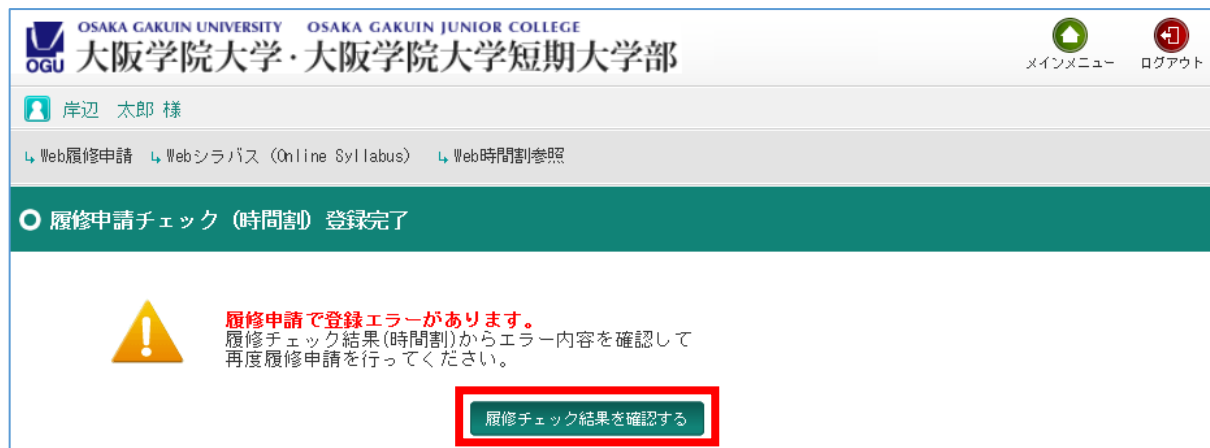 OSAKA GAKUIN UNIVERSITY OSAKA GAKUIN JUNIOR COLLEGE
OGU 大阪学院大学・大阪学院大学短期大学部
メインメニュー ログアウト
岸辺 太郎 様
Web履修申請 Webシラバス (Online Syllabus) Web時間割参照
履修申請チェック (時間割) 登録完了
履修申請で登録エラーがあります。
履修チェック結果(時間割)からエラー内容を確認して
再度履修申請を行ってください。
履修チェック結果を確認する